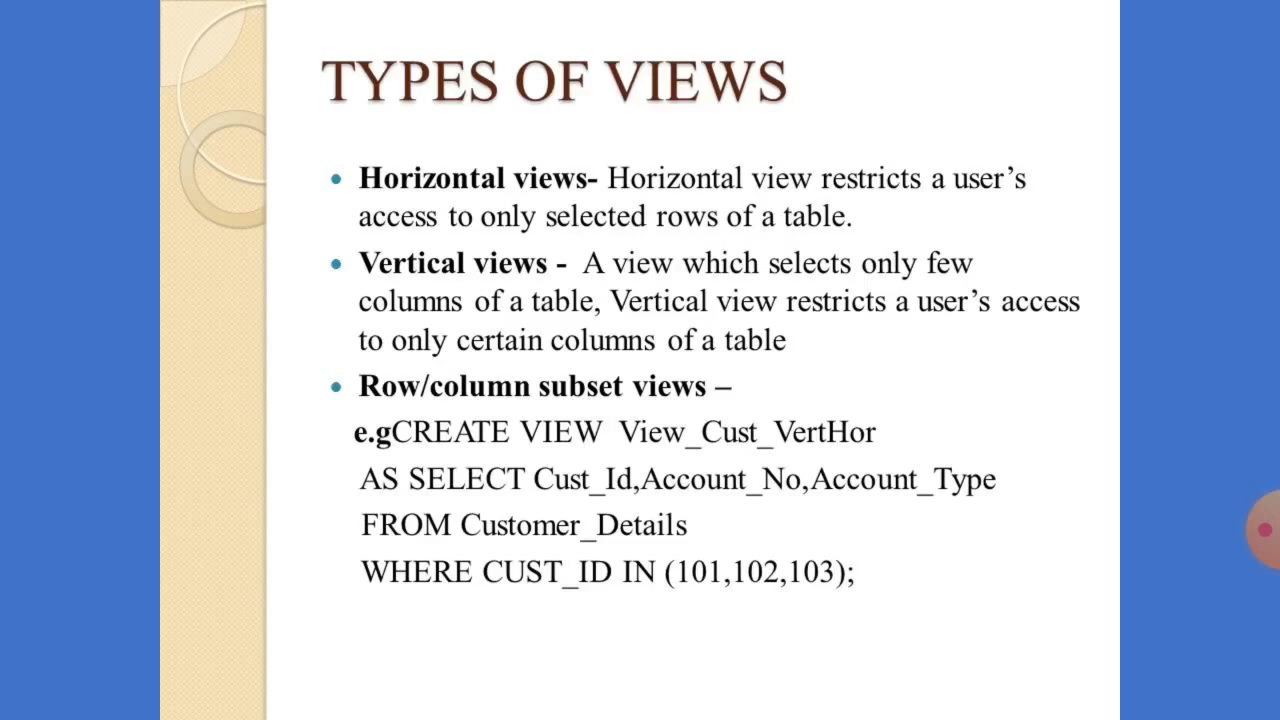 TYPES OF VIEWS
• Horizontal views- Horizontal view restricts a user’s
access to only selected rows of a table.
• Vertical views - A view which selects only few
columns of a table, Vertical view restricts a user’s access
to only certain columns of a table
• Row/column subset views –
e.gCREATE VIEW View_Cust_VertHor
AS SELECT Cust_Id,Account_No,Account_Type
FROM Customer_Details
WHERE CUST_ID IN (101,102,103);